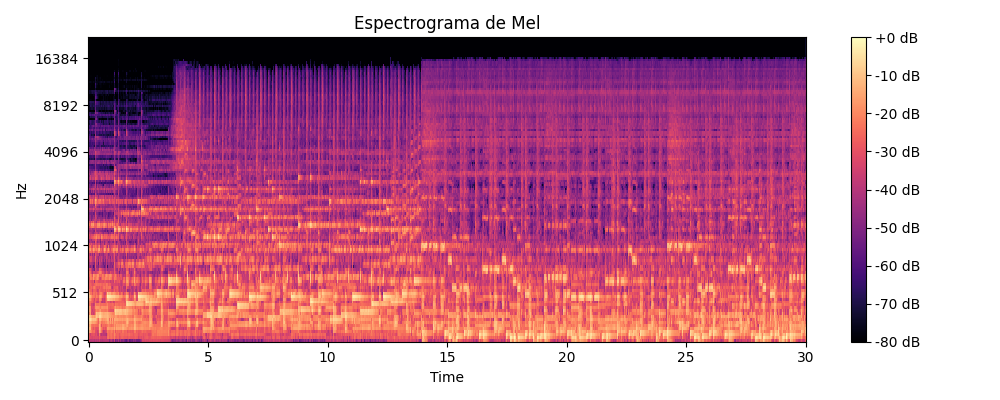 Espectrograma de Mel
16384
8192
4096
2048
1024
512
0
Hz
0 5 10 15 20 25 30
Time
+0 dB
-10 dB
-20 dB
-30 dB
-40 dB
-50 dB
-60 dB
-70 dB
-80 dB